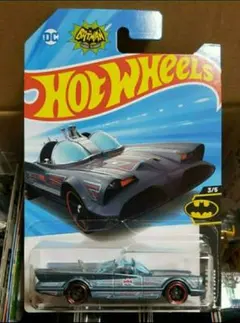 DC
BATMAN
HOT WHEELS
3/5